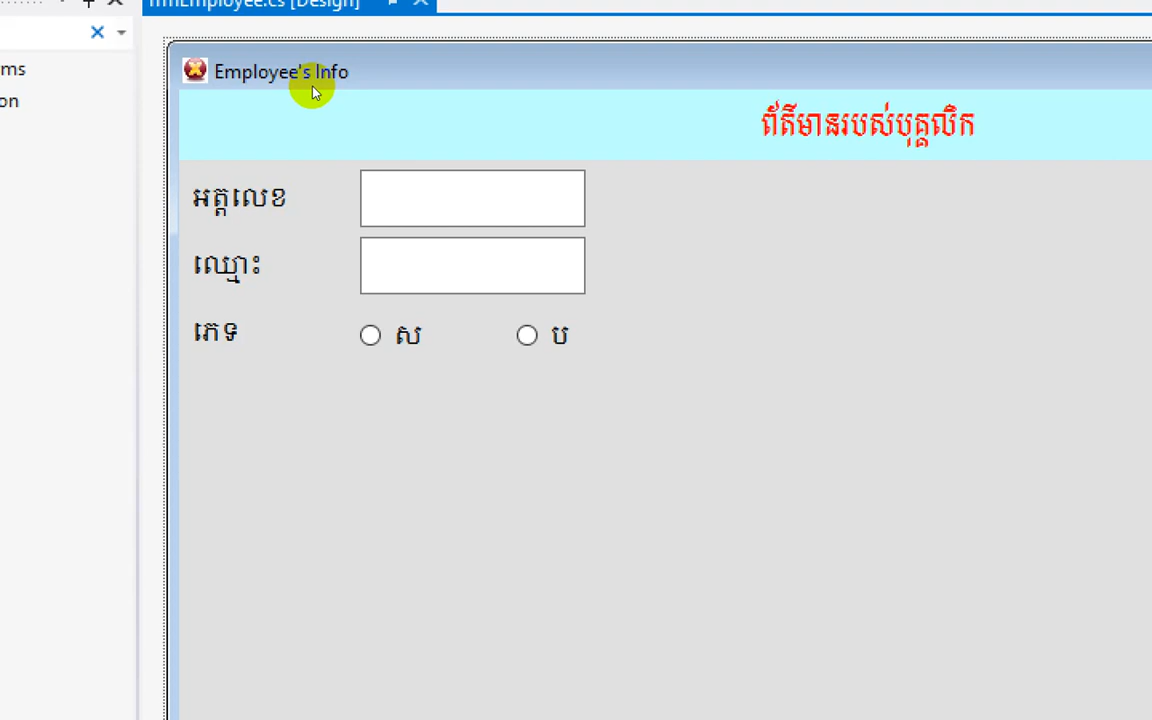 frmEmployee.cs [Design]
ms
on
Employee's Info
ព័ត៌មានរបស់បុគ្គលិក
អត្តលេខ
ឈ្មោះ
ភេទ ស ប